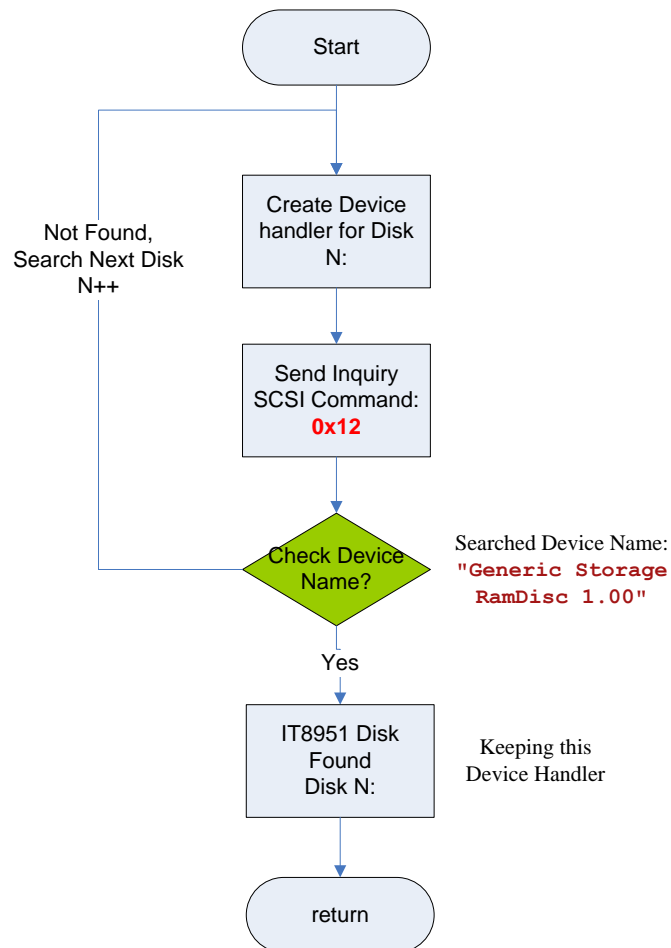 Start
Create Device
handler for Disk
N:
Not Found,
Search Next Disk
N++
Send Inquiry
SCSI Command:
0x12
Check Device
Name?
Searched Device Name:
"Generic Storage
RamDisc 1.00"
Yes
IT8951 Disk
Found
Disk N:
Keeping this
Device Handler
return